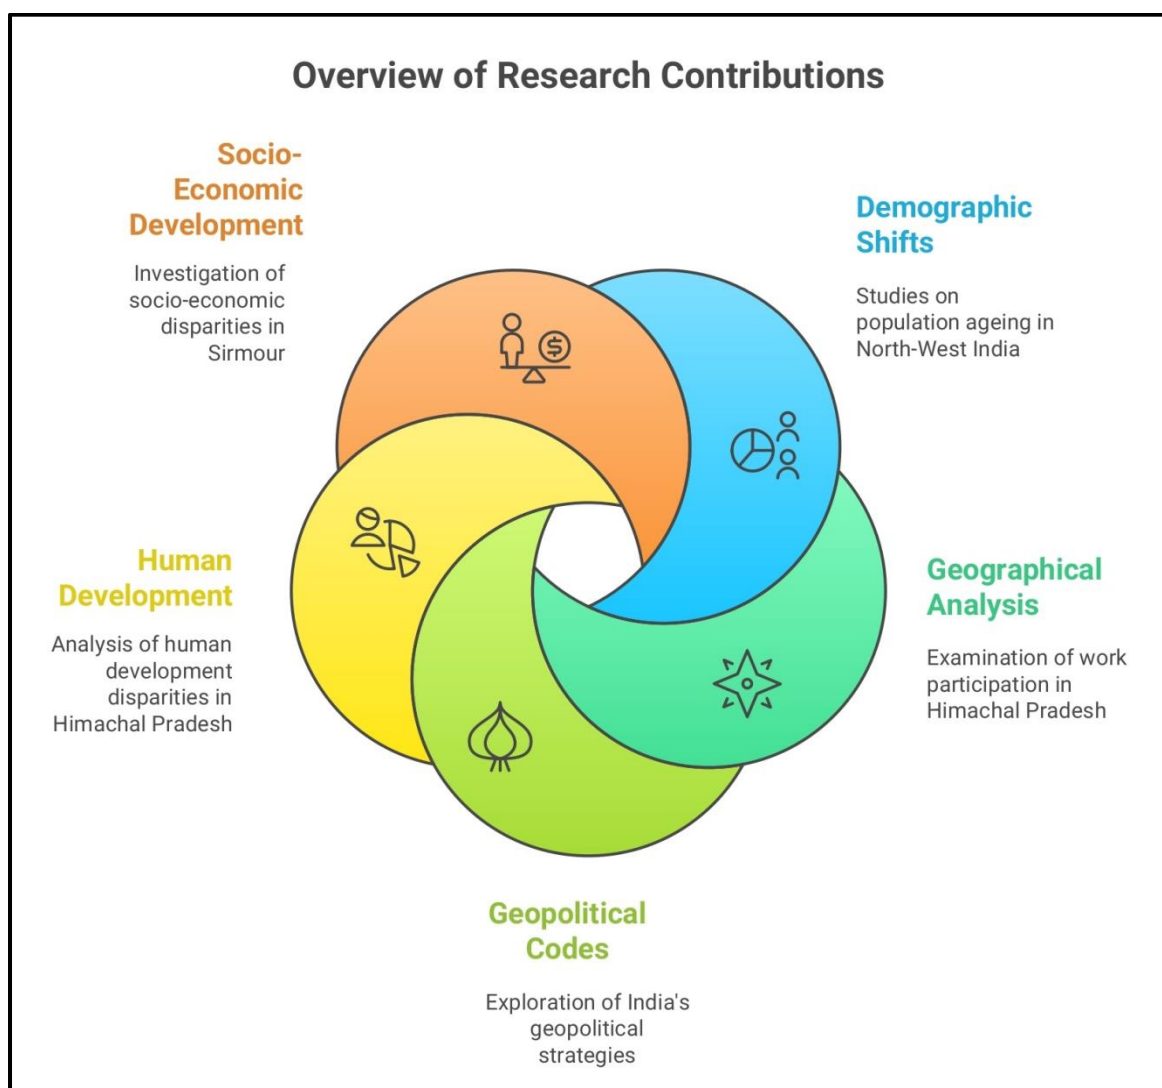 Overview of Research Contributions
Socio-
Economic
Development
Investigation of
socio-economic
disparities in
Sirmour
Demographic
Shifts
Studies on
population ageing in
North-West India
$
Human
Development
Analysis of human
development
disparities in
Himachal Pradesh
Geographical
Analysis
Examination of work
participation in
Himachal Pradesh
Geopolitical
Codes
Exploration of India's
geopolitical
strategies